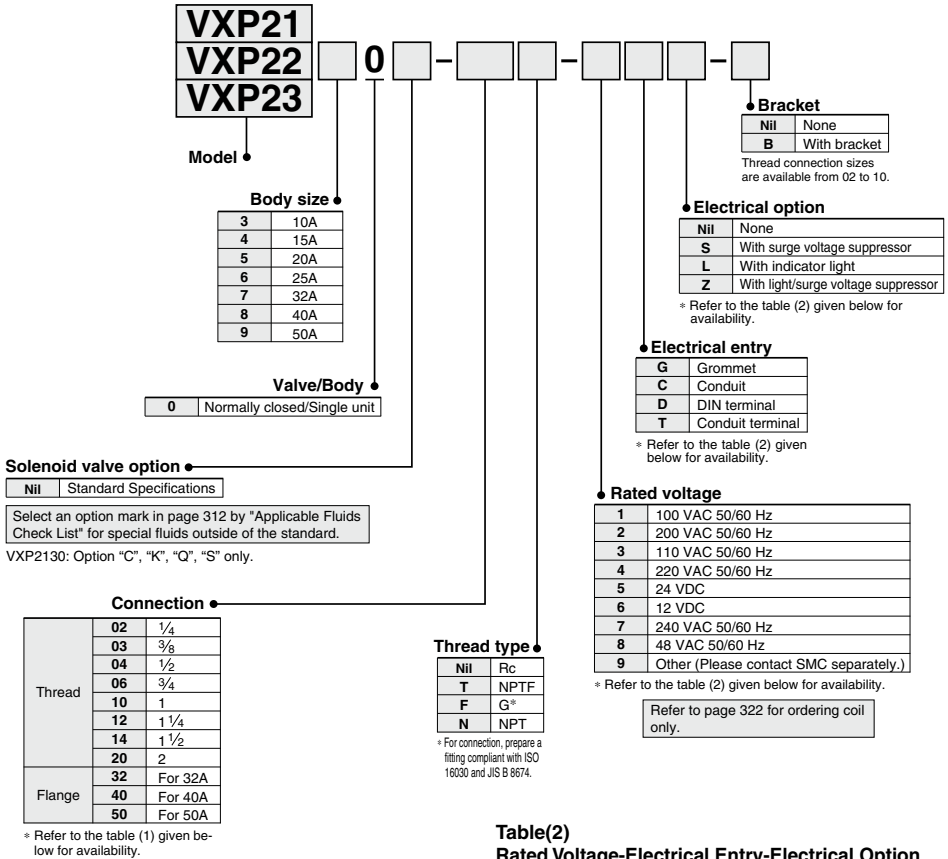 VXP21
VXP22 0 - - -
VXP23
Model
Body size
3 10A
4 15A
5 20A
6 25A
7 32A
8 40A
9 50A
Valve/Body
0 Normally closed/Single unit
Solenoid valve option
Nil Standard Specifications
Select an option mark in page 312 by "Applicable Fluids
Check List" for special fluids outside of the standard.
VXP2130: Option “C”, “K”, “Q”, “S” only.
Connection
Thread
02 1/4
03 3/8
04 1/2
06 3/4
10 1
12 1 1/4
14 1 1/2
20 2
Flange
32 For 32A
40 For 40A
50 For 50A
* Refer to the table (1) given be-
low for availability.
Thread type
Nil Rc
T NPTF
F G*
N NPT
* For connection, prepare a
fitting compliant with ISO
16030 and JIS B 8674.
Bracket
Nil None
B With bracket
Thread connection sizes
are available from 02 to 10.
Electrical option
Nil None
S With surge voltage suppressor
L With indicator light
Z With light/surge voltage suppressor
* Refer to the table (2) given below for
availability.
Electrical entry
G Grommet
C Conduit
D DIN terminal
T Conduit terminal
* Refer to the table (2) given
below for availability.
Rated voltage
1 100 VAC 50/60 Hz
2 200 VAC 50/60 Hz
3 110 VAC 50/60 Hz
4 220 VAC 50/60 Hz
5 24 VDC
6 12 VDC
7 240 VAC 50/60 Hz
8 48 VAC 50/60 Hz
9 Other (Please contact SMC separately.)
* Refer to the table (2) given below for availability.
Refer to page 322 for ordering coil
only.
Table(2)
Rated Voltage-Electrical Entry-Electrical Option